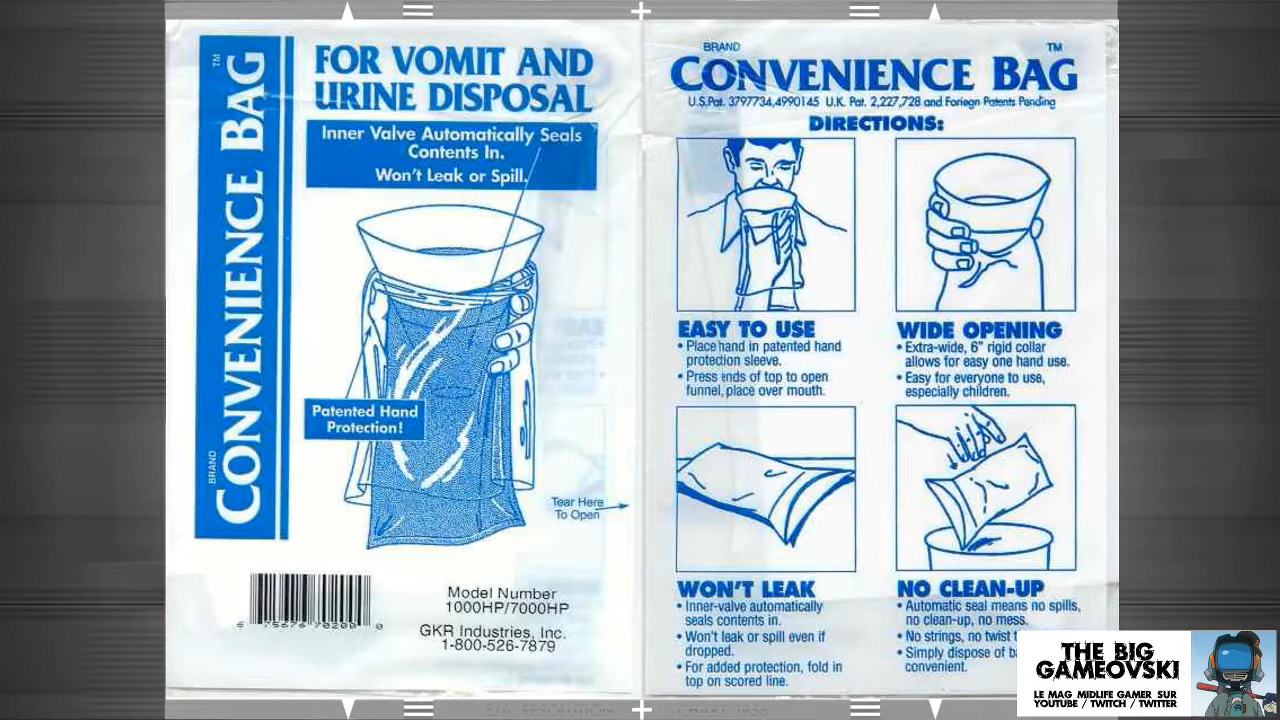 CONVENIENCE BAG
BRAND
TM
FOR VOMIT AND
URINE DISPOSAL
Inner Valve Automatically Seals
Contents In.
Won't Leak or Spill.
Patented Hand
Protection!
Tear Here
To Open
Model Number
1000HP/7000HP
GKR Industries, Inc.
1-800-526-7879
BRAND
TM
CONVENIENCE BAG
U.S.Pat. 3797734,4990145 U.K. Pat. 2,227,728 and Foriegn Patents Pending
DIRECTIONS:
EASY TO USE
• Place hand in patented hand
protection sleeve.
• Press ends of top to open
funnel, place over mouth.
WIDE OPENING
• Extra-wide, 6" rigid collar
allows for easy one hand use.
• Easy for everyone to use,
especially children.
WON'T LEAK
• Inner-valve automatically
seals contents in.
• Won't leak or spill even if
dropped.
• For added protection, fold in
top on scored line.
NO CLEAN-UP
• Automatic seal means no spills,
no clean-up, no mess.
• No strings, no twist
• Simply dispose of
convenient.
THE BIG
GAMEOVSKI
LE MAG MIDLIFE GAMER SUR
YOUTUBE / TWITCH / TWITTER